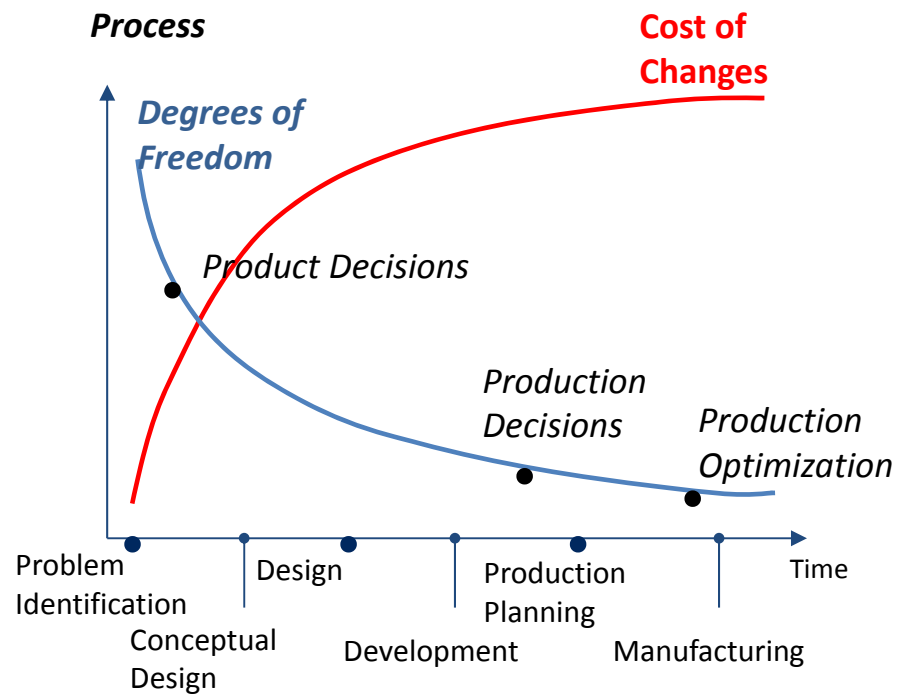 Process
Cost of
Changes
Degrees of
Freedom
Product Decisions
Production
Decisions
Production
Optimization
Problem
Identification
Design
Production
Planning
Time
Conceptual
Design
Development
Manufacturing